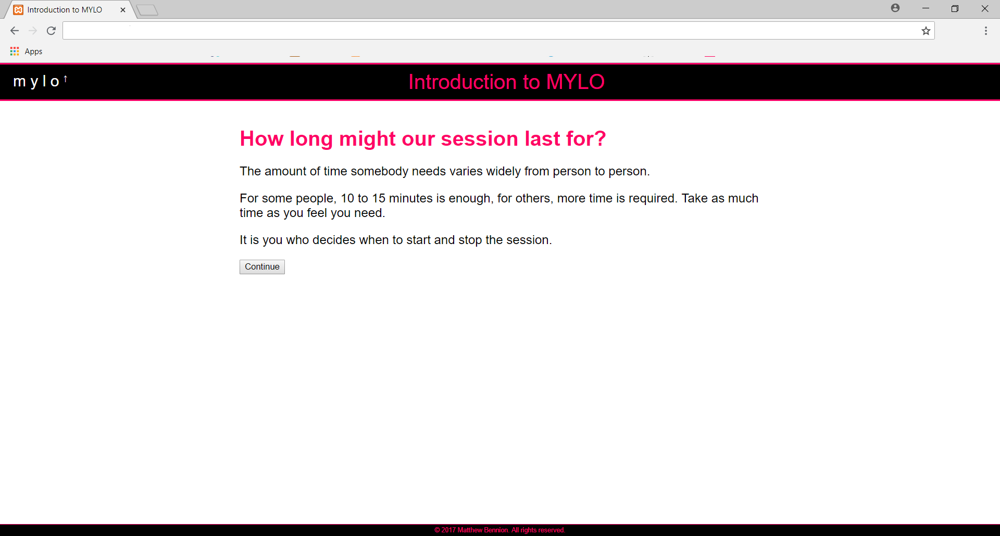 Introduction to MYLO
Apps
mylo↑
Introduction to MYLO
How long might our session last for?
The amount of time somebody needs varies widely from person to person.
For some people, 10 to 15 minutes is enough, for others, more time is required. Take as much
time as you feel you need.
It is you who decides when to start and stop the session.
Continue
© 2017 Matthew Bennion. All rights reserved.